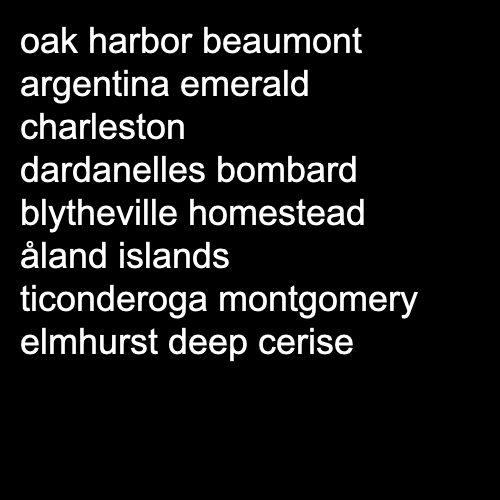 oak harbor beaumont
argentina emerald
charleston
dardanelles bombard
blytheville homestead
åland islands
ticonderoga montgomery
elmhurst deep cerise